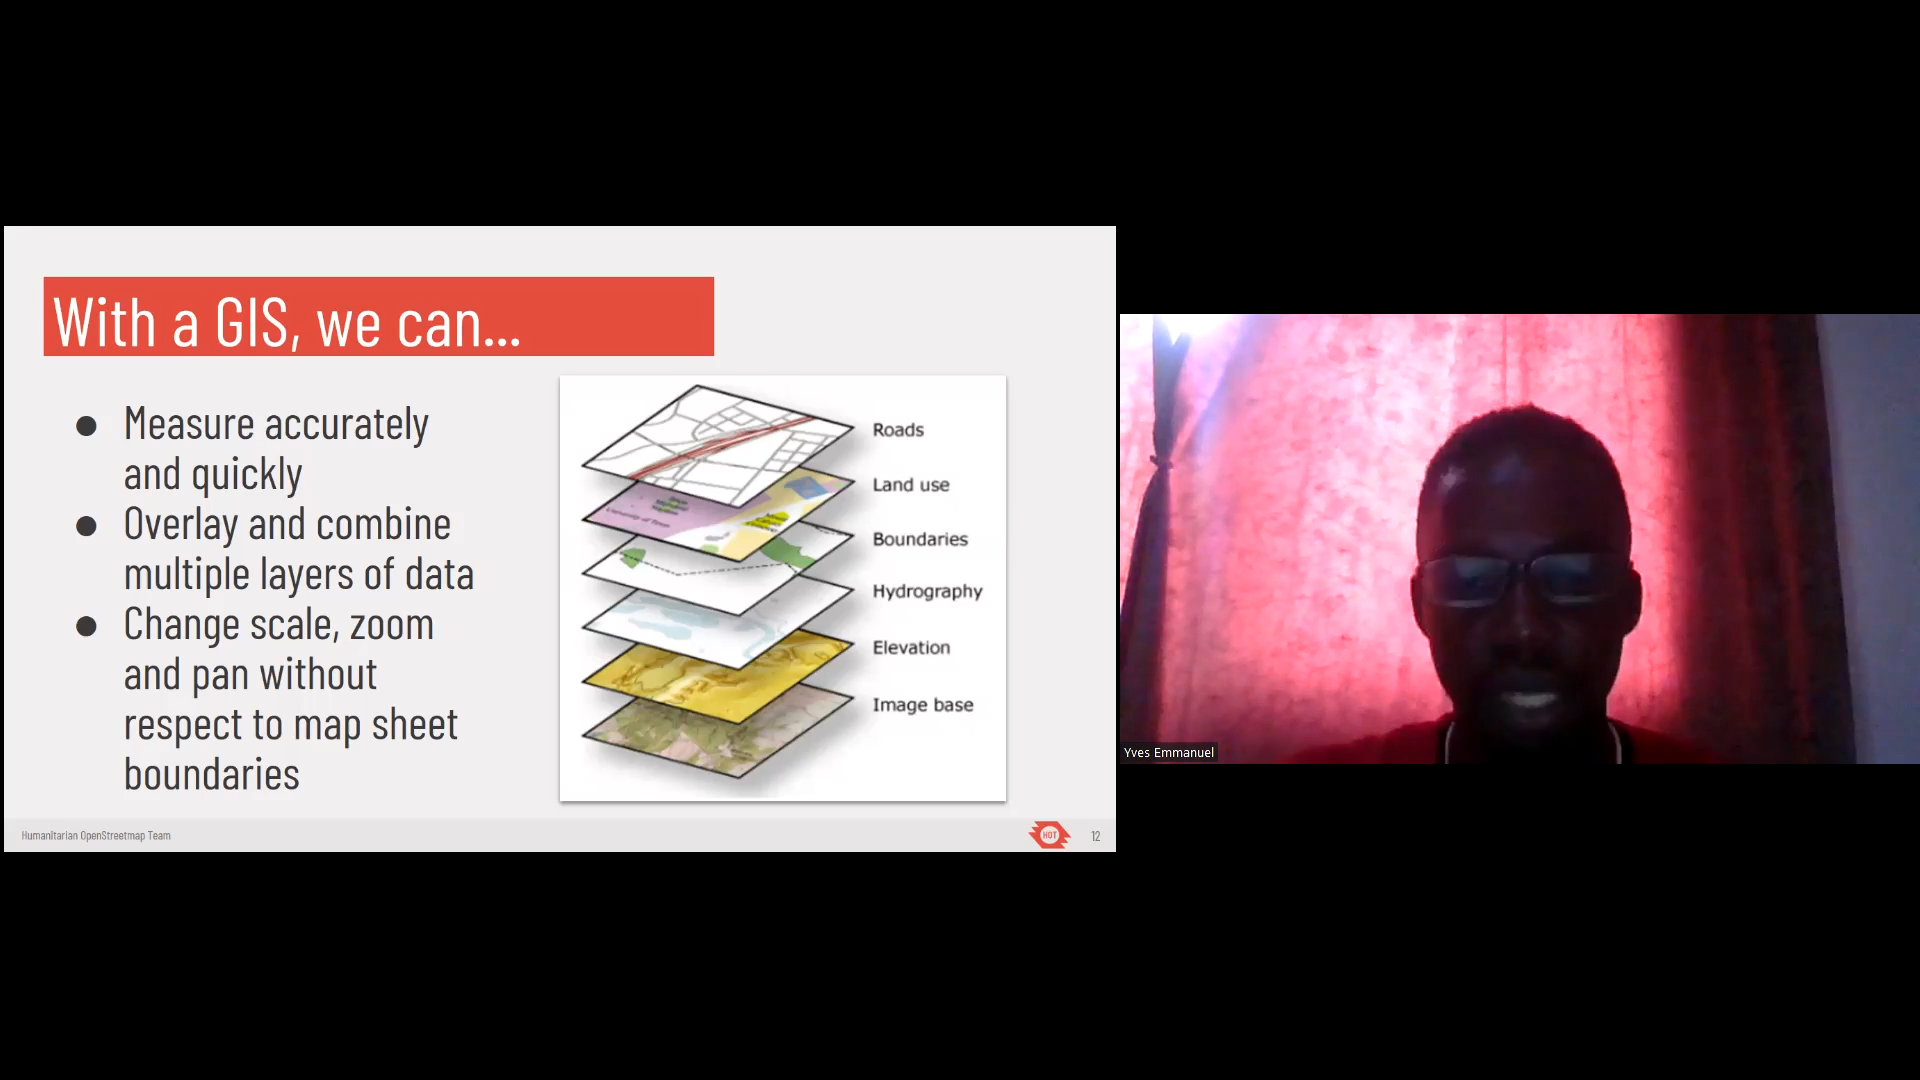 With a GIS, we can...
● Measure accurately
and quickly
● Overlay and combine
multiple layers of data
● Change scale, zoom
and pan without
respect to map sheet
boundaries
Roads
Land use
Boundaries
Hydrography
Elevation
Image base
Humanitarian OpenStreetmap Team
HOT
12
Yves Emmanuel